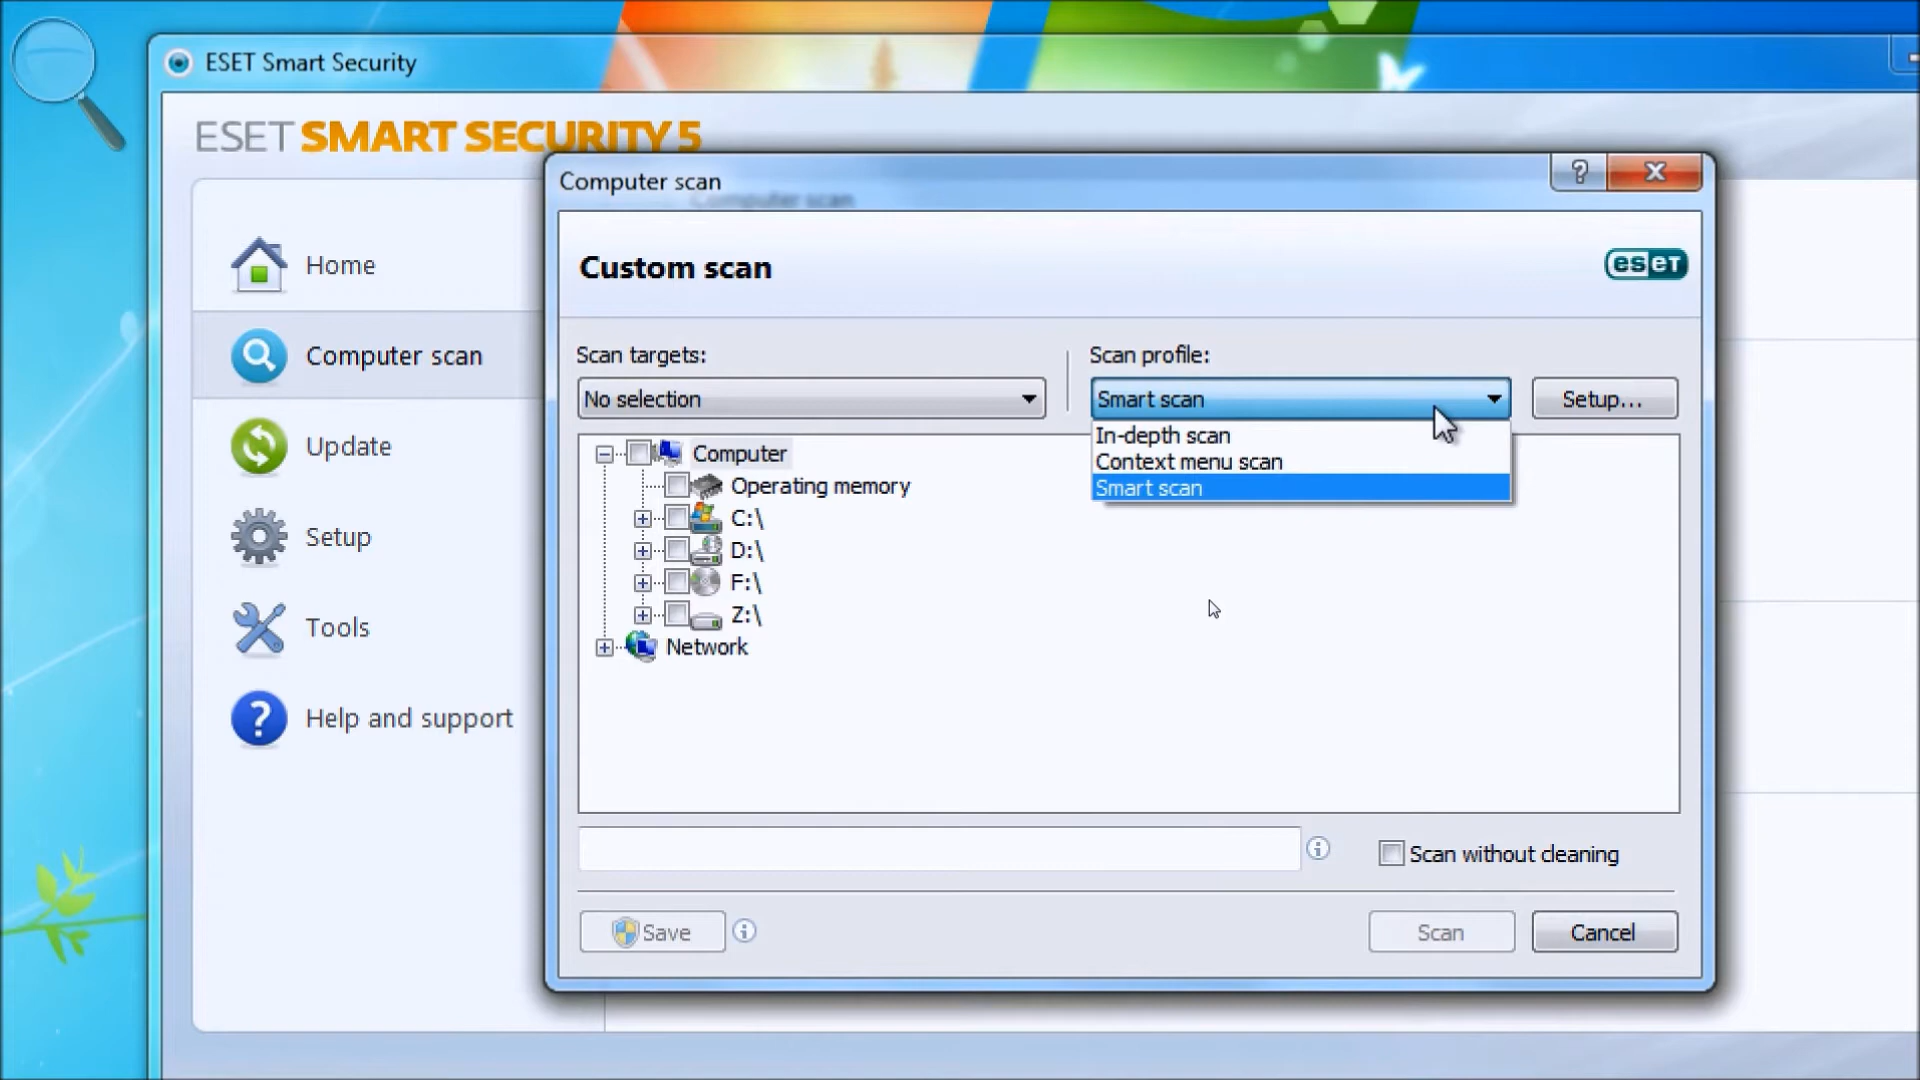 ESET Smart Security
ESET SMART SECURITY 5
Computer scan
Computer scan
?
Custom scan
eset
Home
Computer scan
Update
Setup
Tools
Help and support
Scan targets:
No selection
Scan profile:
Smart scan
Setup...
In-depth scan
Context menu scan
Smart scan
Computer
Operating memory
C:\
D:\
F:\
Z:\
Network
Scan without cleaning
Save
Scan
Cancel